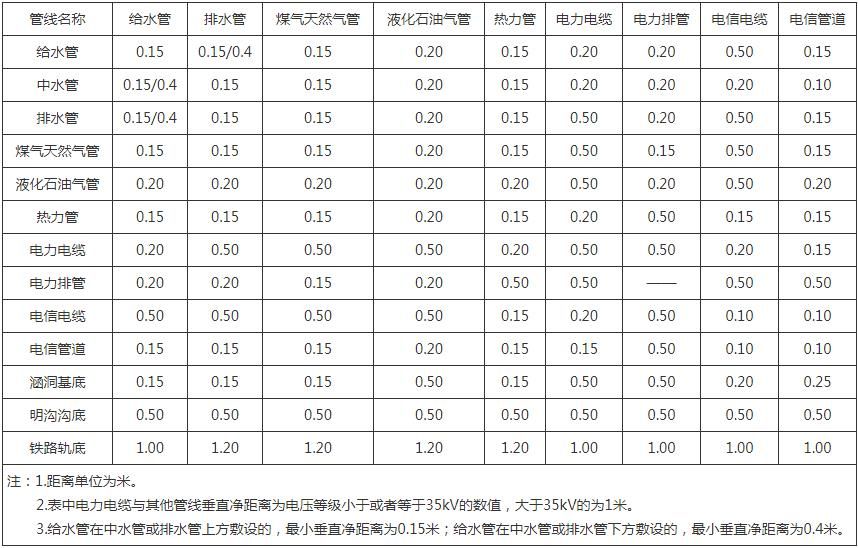 管线名称 给水管 排水管 煤气天然气管 液化石油气管 热力管 电力电缆 电力排管 电信电缆 电信管道
给水管 0.15 0.15/0.4 0.15 0.20 0.15 0.20 0.20 0.50 0.15
中水管 0.15/0.4 0.15 0.15 0.20 0.15 0.20 0.20 0.20 0.10
排水管 0.15/0.4 0.15 0.15 0.20 0.15 0.50 0.20 0.50 0.15
煤气天然气管 0.15 0.15 0.15 0.20 0.15 0.50 0.15 0.50 0.15
液化石油气管 0.20 0.20 0.20 0.20 0.20 0.50 0.20 0.50 0.20
热力管 0.15 0.15 0.15 0.20 0.15 0.20 0.50 0.15 0.15
电力电缆 0.20 0.50 0.50 0.50 0.20 0.50 0.50 0.20 0.15
电力排管 0.20 0.20 0.15 0.20 0.50 0.50 —— 0.50 0.50
电信电缆 0.50 0.50 0.50 0.50 0.15 0.20 0.50 0.10 0.10
电信管道 0.15 0.15 0.15 0.20 0.15 0.15 0.50 0.10 0.10
涵洞基底 0.15 0.15 0.15 0.50 0.15 0.50 0.50 0.20 0.25
明沟沟底 0.50 0.50 0.50 0.50 0.50 0.50 0.50 0.50 0.50
铁路轨底 1.00 1.20 1.20 1.20 1.20 1.00 1.00 1.00 1.00
注：1.距离单位为米。
2.表中电力电缆与其他管线垂直净距离为电压等级小于或者等于35kV的数值，大于35kV的为1米。
3.给水管在中水管或排水管上方敷设的，最小垂直净距离为0.15米；给水管在中水管或排水管下方敷设的，最小垂直净距离为0.4米。